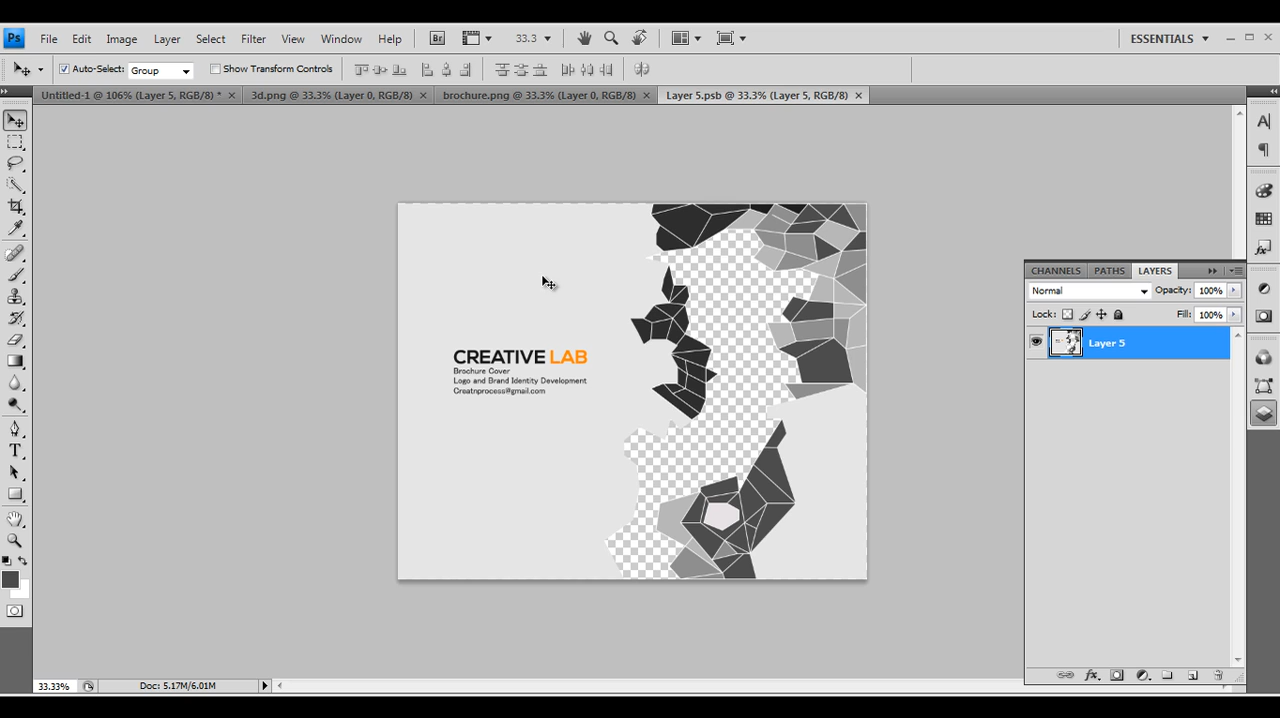 Ps File Edit Image Layer Select Filter View Window Help Br 33.3 ESSENTIALS
Auto-Select: Group Show Transform Controls
Untitled-1 @ 106% (Layer 5, RGB/8) * 3d.png @ 33.3% (Layer 0, RGB/8) brochure.png @ 33.3% (Layer 0, RGB/8) Layer 5.psb @ 33.3% (Layer 5, RGB/8)
CREATIVE LAB
Brochure Cover
Logo and Brand Identity Development
Creatnprocess@gmail.com
CHANNELS PATHS LAYERS
Normal Opacity: 100%
Lock: Fill: 100%
Layer 5
33.33% Doc: 5.17M/6.01M